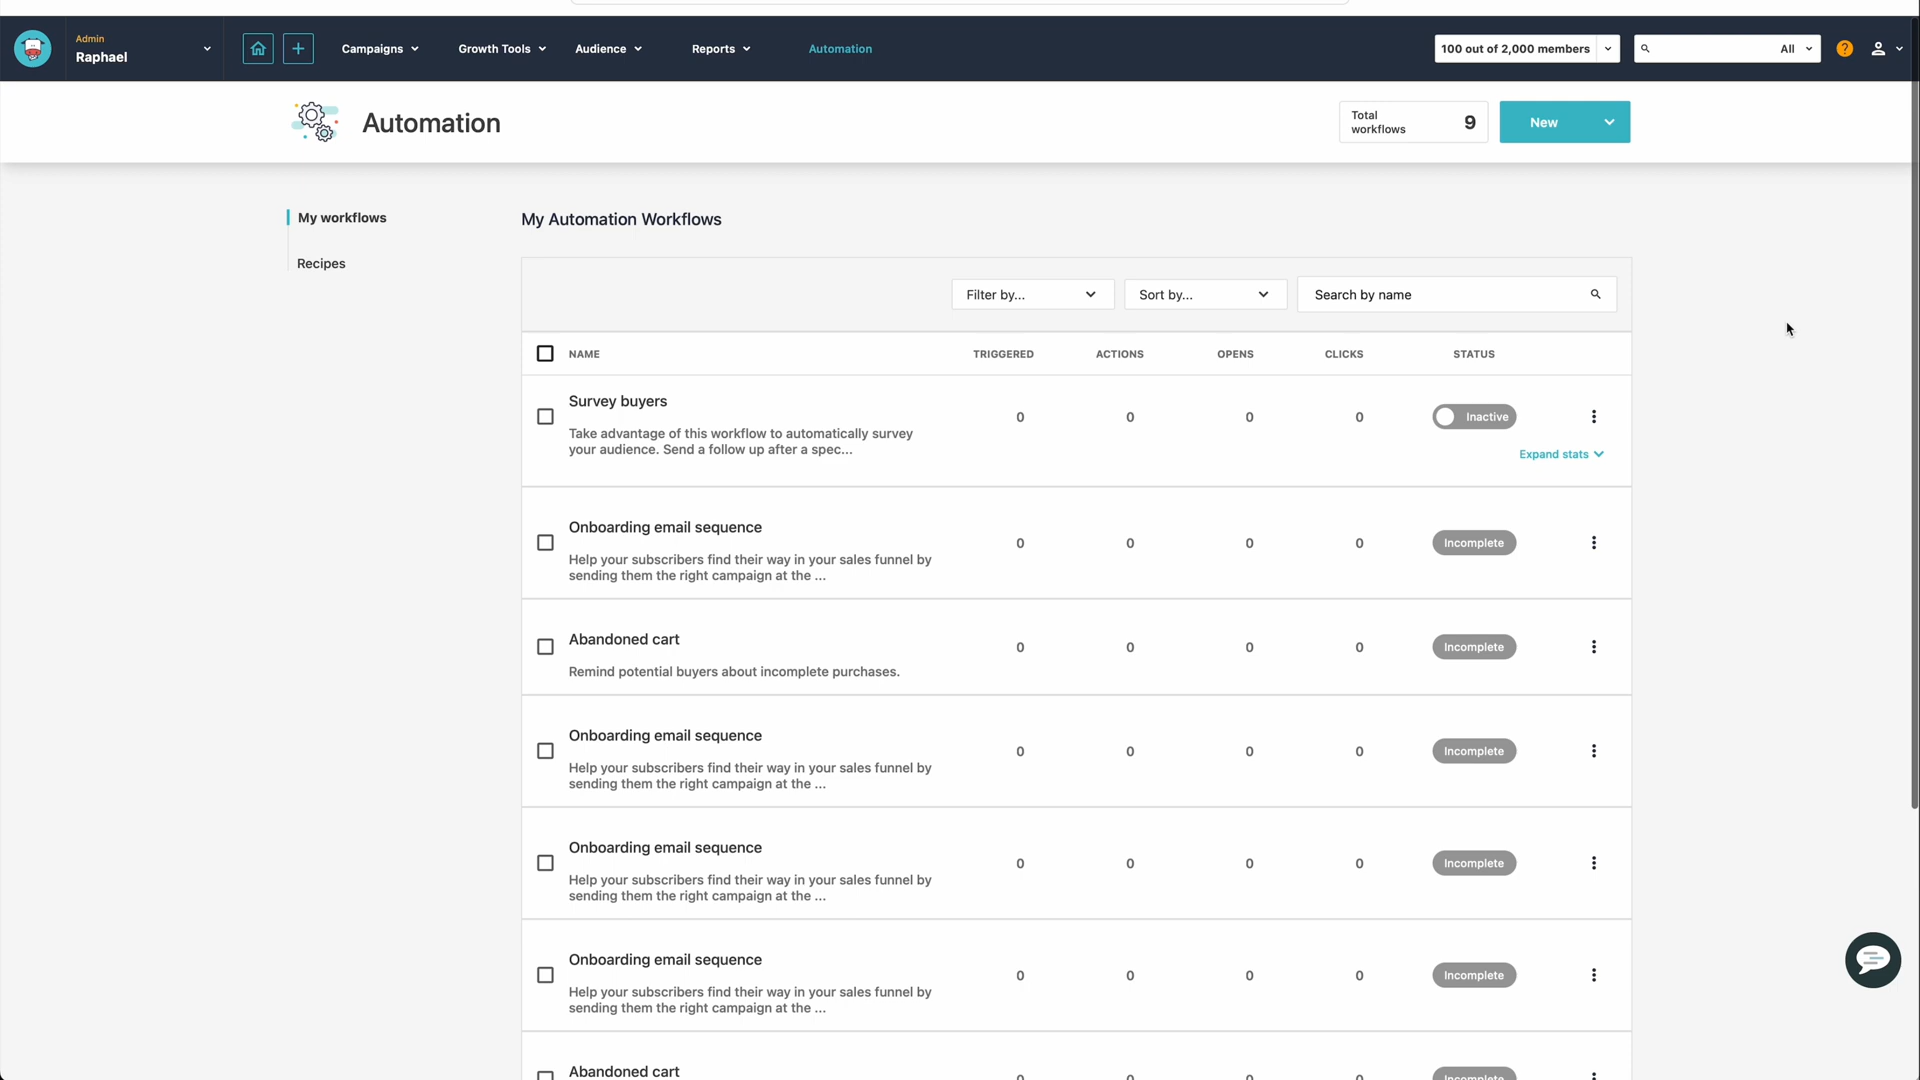 Admin
Raphael
Campaigns
Growth Tools
Audience
Reports
Automation
100 out of 2,000 members
All
?
Automation
Total
workflows
9
New
My workflows
Recipes
My Automation Workflows
Filter by...
Sort by...
Search by name
NAME TRIGGERED ACTIONS OPENS CLICKS STATUS
Survey buyers
0 0 0 0 Inactive
Take advantage of this workflow to automatically survey
your audience. Send a follow up after a spec...
Expand stats
Onboarding email sequence
0 0 0 0 Incomplete
Help your subscribers find their way in your sales funnel by
sending them the right campaign at the ...
Abandoned cart
0 0 0 0 Incomplete
Remind potential buyers about incomplete purchases.
Onboarding email sequence
0 0 0 0 Incomplete
Help your subscribers find their way in your sales funnel by
sending them the right campaign at the ...
Onboarding email sequence
0 0 0 0 Incomplete
Help your subscribers find their way in your sales funnel by
sending them the right campaign at the ...
Onboarding email sequence
0 0 0 0 Incomplete
Help your subscribers find their way in your sales funnel by
sending them the right campaign at the ...
Abandoned cart
0 0 0 0 Incomplete